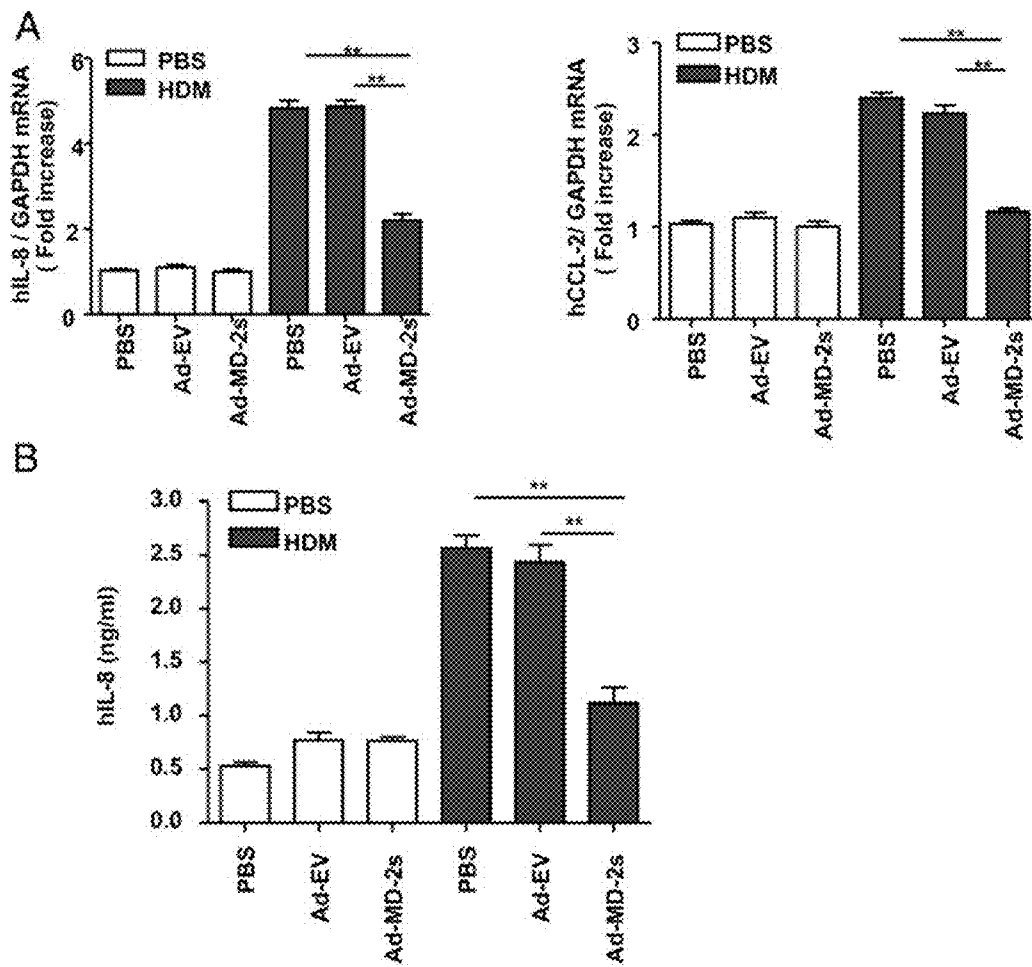 A
hIL-8 / GAPDH mRNA
( Fold increase)
6
4
2
0
PBS
HDM
**
**
PBS
Ad-EV
Ad-MD-2s
PBS
Ad-EV
Ad-MD-2s
hCCL-2/ GAPDH mRNA
( Fold increase)
3
2
1
0
PBS
HDM
**
**
PBS
Ad-EV
Ad-MD-2s
PBS
Ad-EV
Ad-MD-2s
B
hIL-8 (ng/ml)
3.0
2.5
2.0
1.5
1.0
0.5
0.0
PBS
HDM
**
**
PBS
Ad-EV
Ad-MD-2s
PBS
Ad-EV
Ad-MD-2s